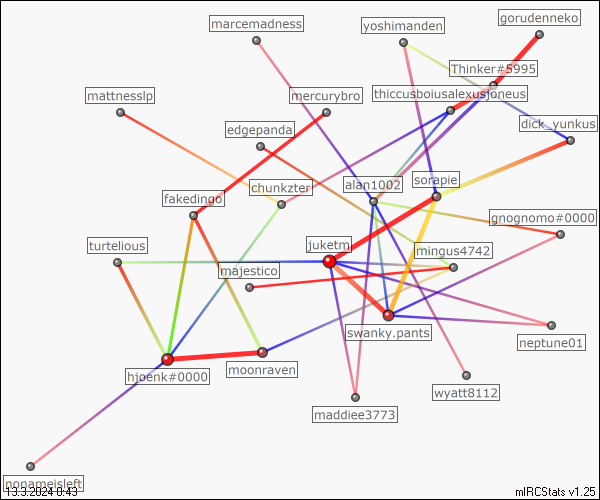 gorudenneko
marcemadness
yoshimanden
Thinker#5995
thiccusboiusalexusjoneus
mattnesslp
mercurybro
edgepanda
dick_yunkus
sorapie
chunkzter
alan1002
fakedingo
gnognomo#0000
turtelious
juketm
mingus4742
majestico
swanky.pants
neptune01
hjoenk#0000
moonraven
wyatt8112
maddiee3773
nonameisleft
13.3.2024 0:43
mIRCStats v1.25